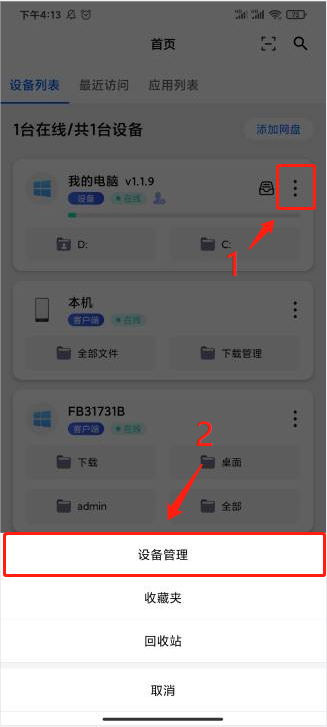 下午4:13
72
首页
设备列表 最近访问 应用列表
1台在线/共1台设备 添加网盘
我的电脑 v1.1.9
设备 在线
1
D: C:
本机
客户端 在线
全部文件 下载管理
FB31731B
客户端 在线
2
下载 桌面
admin 全部
设备管理
收藏夹
回收站
取消